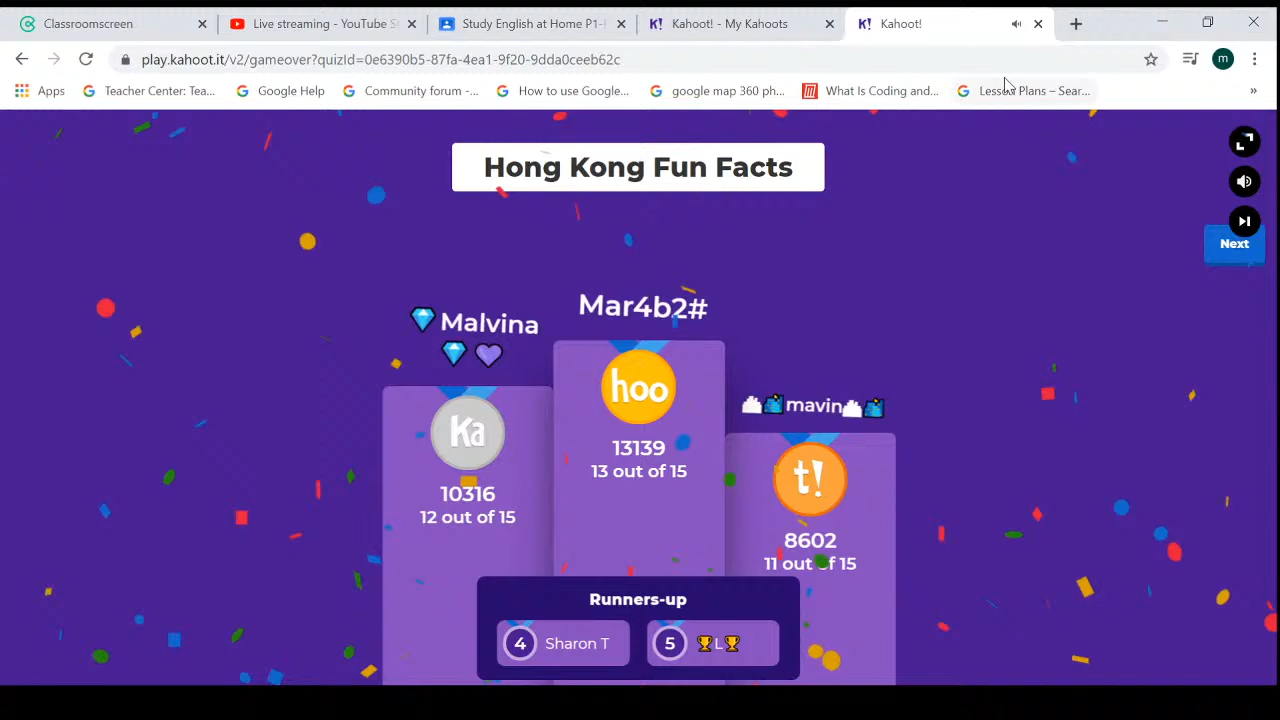 Classroomscreen
Live streaming - YouTube S
Study English at Home P1-
Kahoot! - My Kahoots
Kahoot!
play.kahoot.it/v2/gameover?quizId=0e6390b5-87fa-4ea1-9f20-9dda0ceeb62c
m
Apps
Teacher Center: Tea...
Google Help
Community forum -...
How to use Google...
google map 360 ph...
What Is Coding and...
Lesson Plans – Sear...
»
Hong Kong Fun Facts
Next
Mar4b2#
💎 Malvina
💎 💜
mavin
hoo
13139
13 out of 15
Ka
10316
12 out of 15
t!
8602
11 out of 15
Runners-up
4 Sharon T
5 🏆L🏆